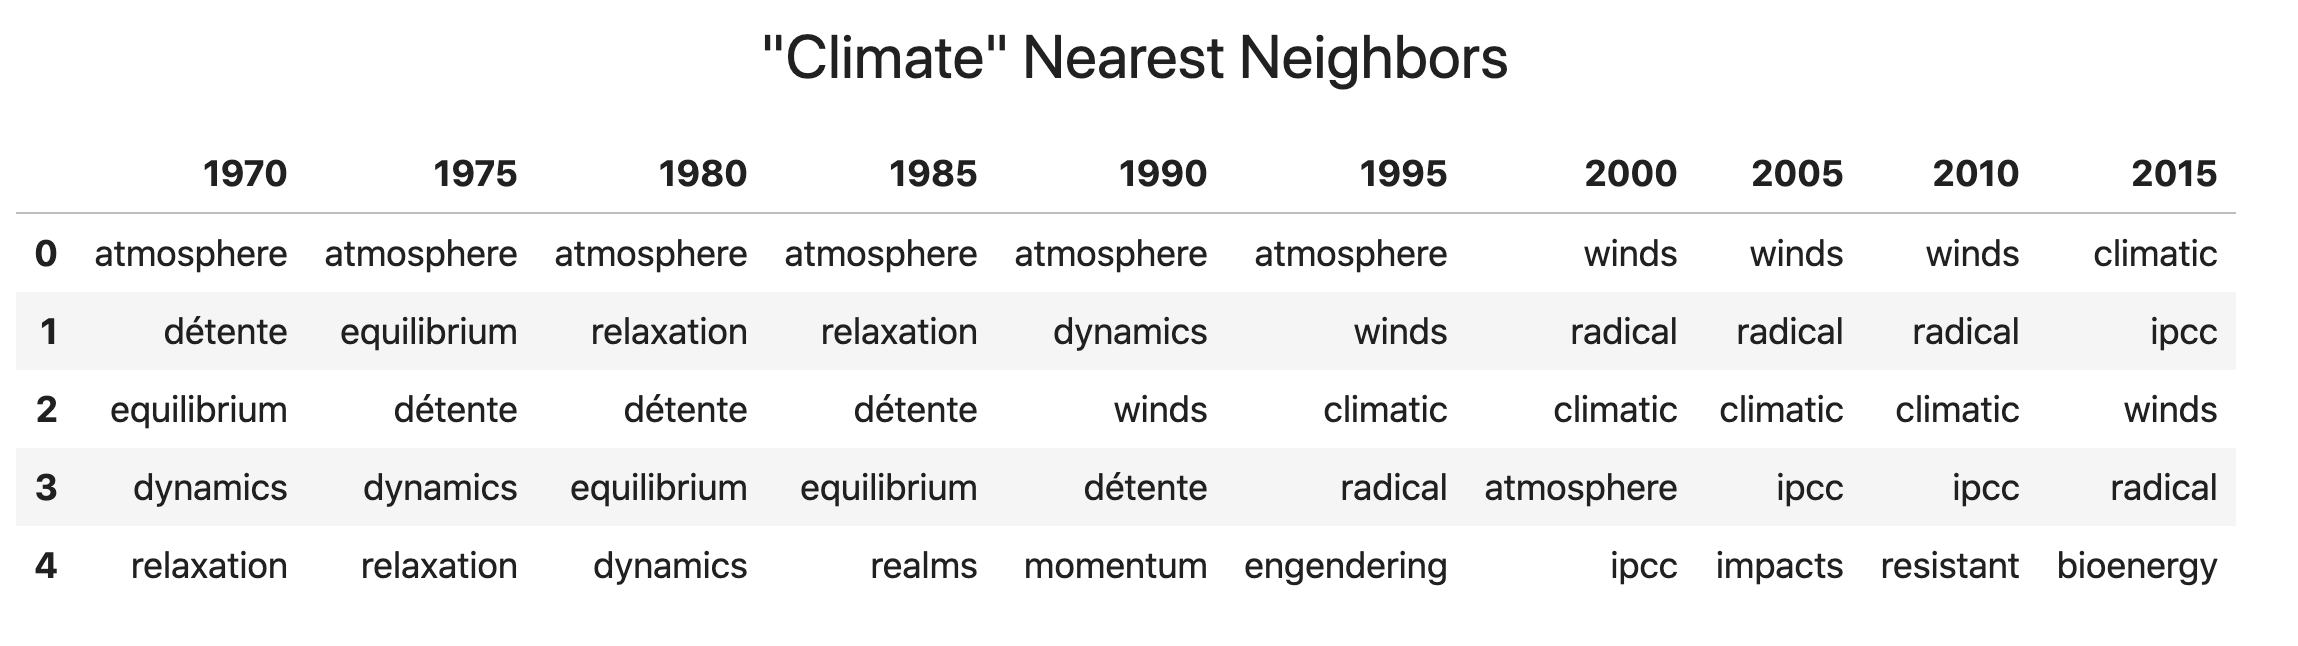 "Climate" Nearest Neighbors
1970 1975 1980 1985 1990 1995 2000 2005 2010 2015
0 atmosphere atmosphere atmosphere atmosphere atmosphere atmosphere winds winds winds climatic
1 détente equilibrium relaxation relaxation dynamics winds radical radical radical ipcc
2 equilibrium détente détente détente winds climatic climatic climatic climatic winds
3 dynamics dynamics equilibrium equilibrium détente radical atmosphere ipcc ipcc radical
4 relaxation relaxation dynamics realms momentum engendering ipcc impacts resistant bioenergy